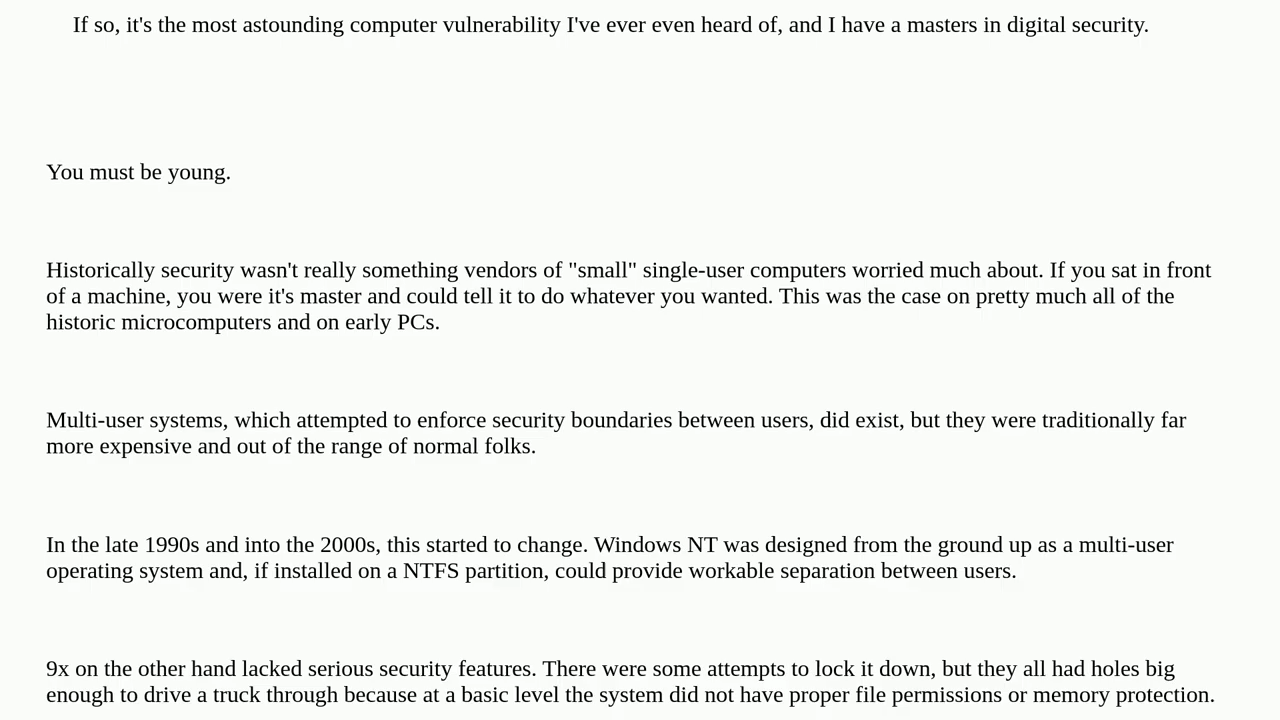 If so, it's the most astounding computer vulnerability I've ever even heard of, and I have a masters in digital security.
You must be young.
Historically security wasn't really something vendors of "small" single-user computers worried much about. If you sat in front
of a machine, you were it's master and could tell it to do whatever you wanted. This was the case on pretty much all of the
historic microcomputers and on early PCs.
Multi-user systems, which attempted to enforce security boundaries between users, did exist, but they were traditionally far
more expensive and out of the range of normal folks.
In the late 1990s and into the 2000s, this started to change. Windows NT was designed from the ground up as a multi-user
operating system and, if installed on a NTFS partition, could provide workable separation between users.
9x on the other hand lacked serious security features. There were some attempts to lock it down, but they all had holes big
enough to drive a truck through because at a basic level the system did not have proper file permissions or memory protection.